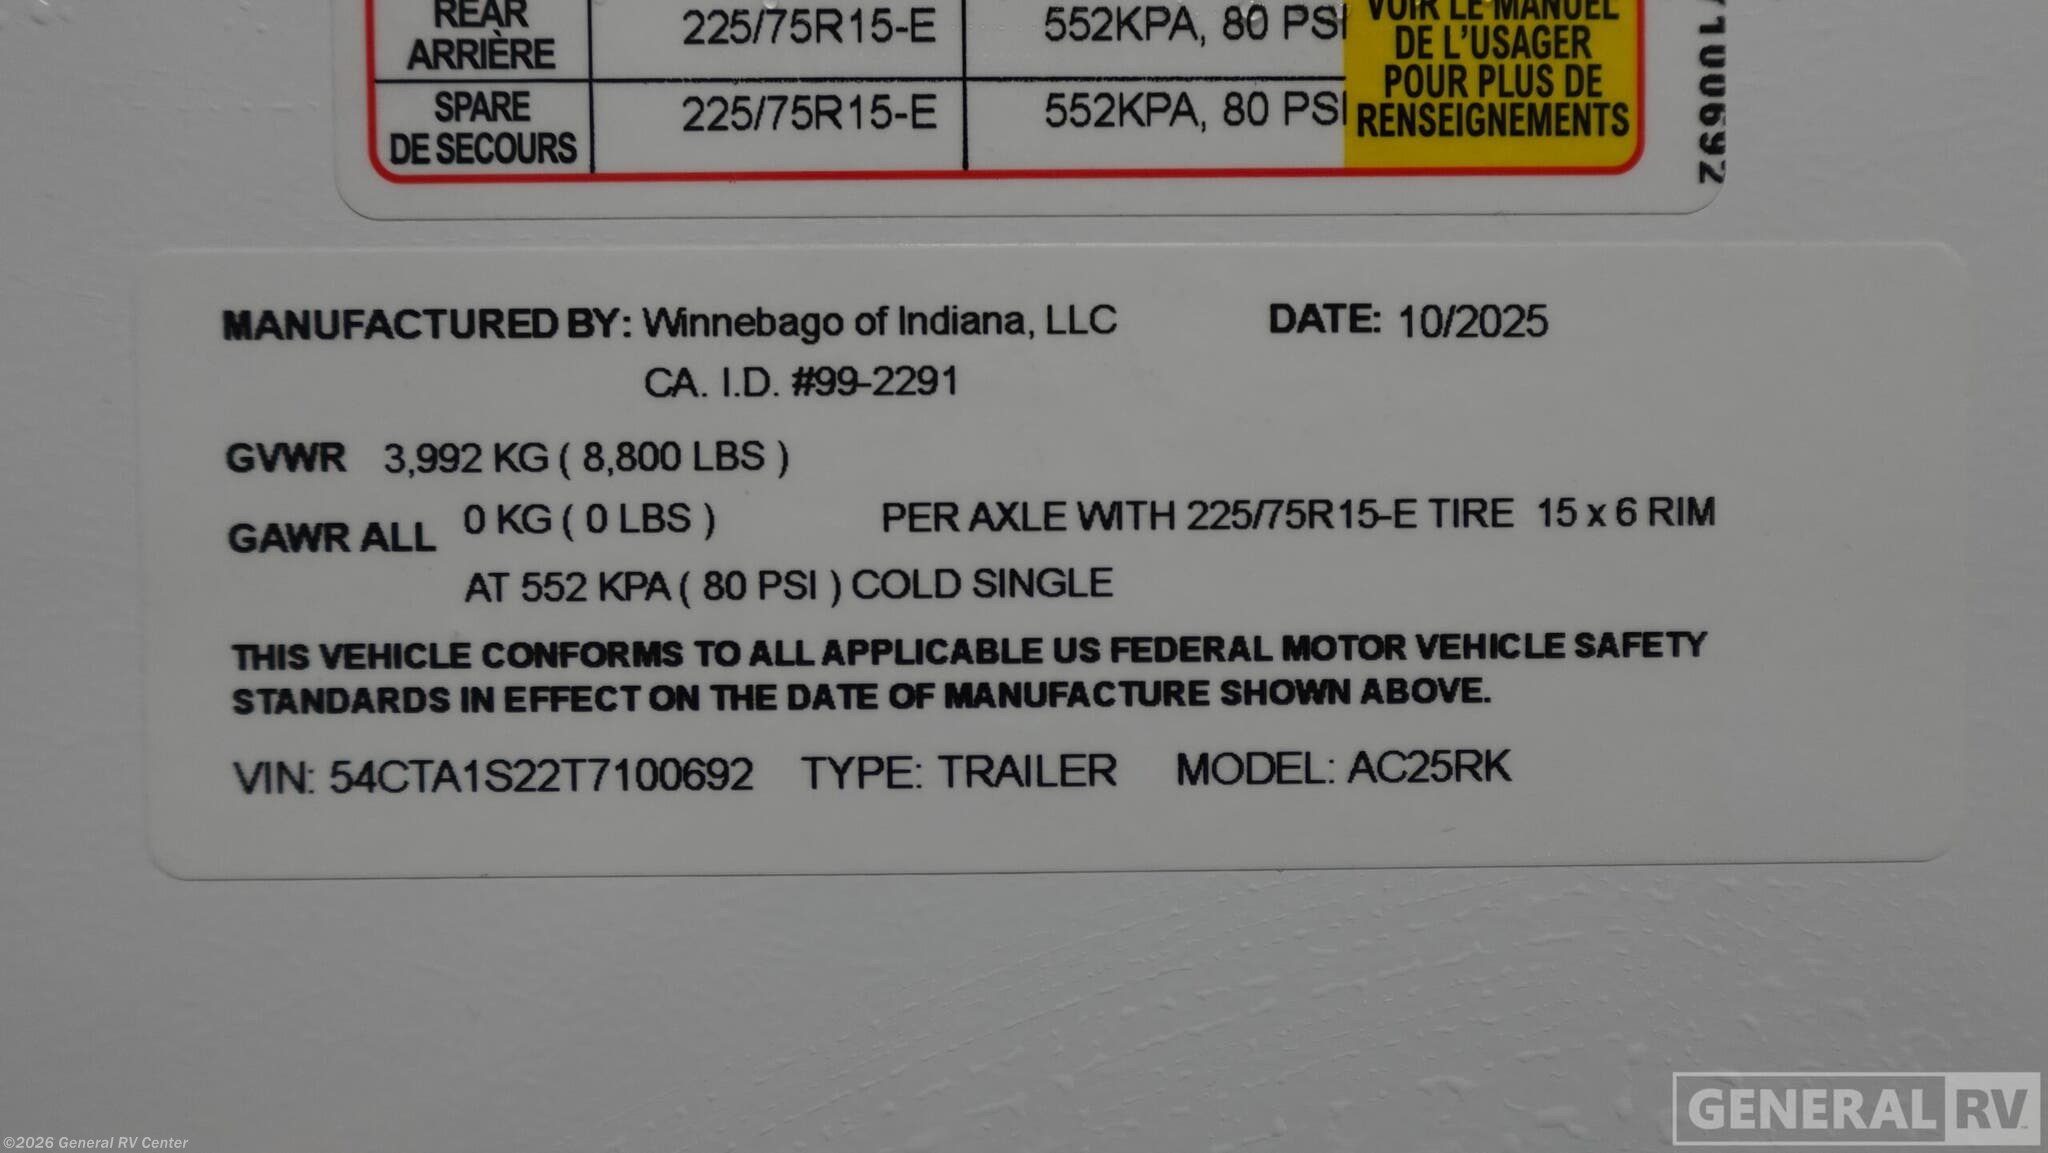 REAR
ARRIÈRE
225/75R15-E
552KPA, 80 PSI
VOIR LE MANUEL
DE L'USAGER
POUR PLUS DE
RENSEIGNEMENTS
SPARE
DE SECOURS
225/75R15-E
552KPA, 80 PSI
7100692
MANUFACTURED BY: Winnebago of Indiana, LLC DATE: 10/2025
CA. I.D. #99-2291
GVWR 3,992 KG ( 8,800 LBS )
GAWR ALL 0 KG ( 0 LBS ) PER AXLE WITH 225/75R15-E TIRE 15 x 6 RIM
AT 552 KPA ( 80 PSI ) COLD SINGLE
THIS VEHICLE CONFORMS TO ALL APPLICABLE US FEDERAL MOTOR VEHICLE SAFETY
STANDARDS IN EFFECT ON THE DATE OF MANUFACTURE SHOWN ABOVE.
VIN: 54CTA1S22T7100692 TYPE: TRAILER MODEL: AC25RK
GENERAL RV
©2026 General RV Center